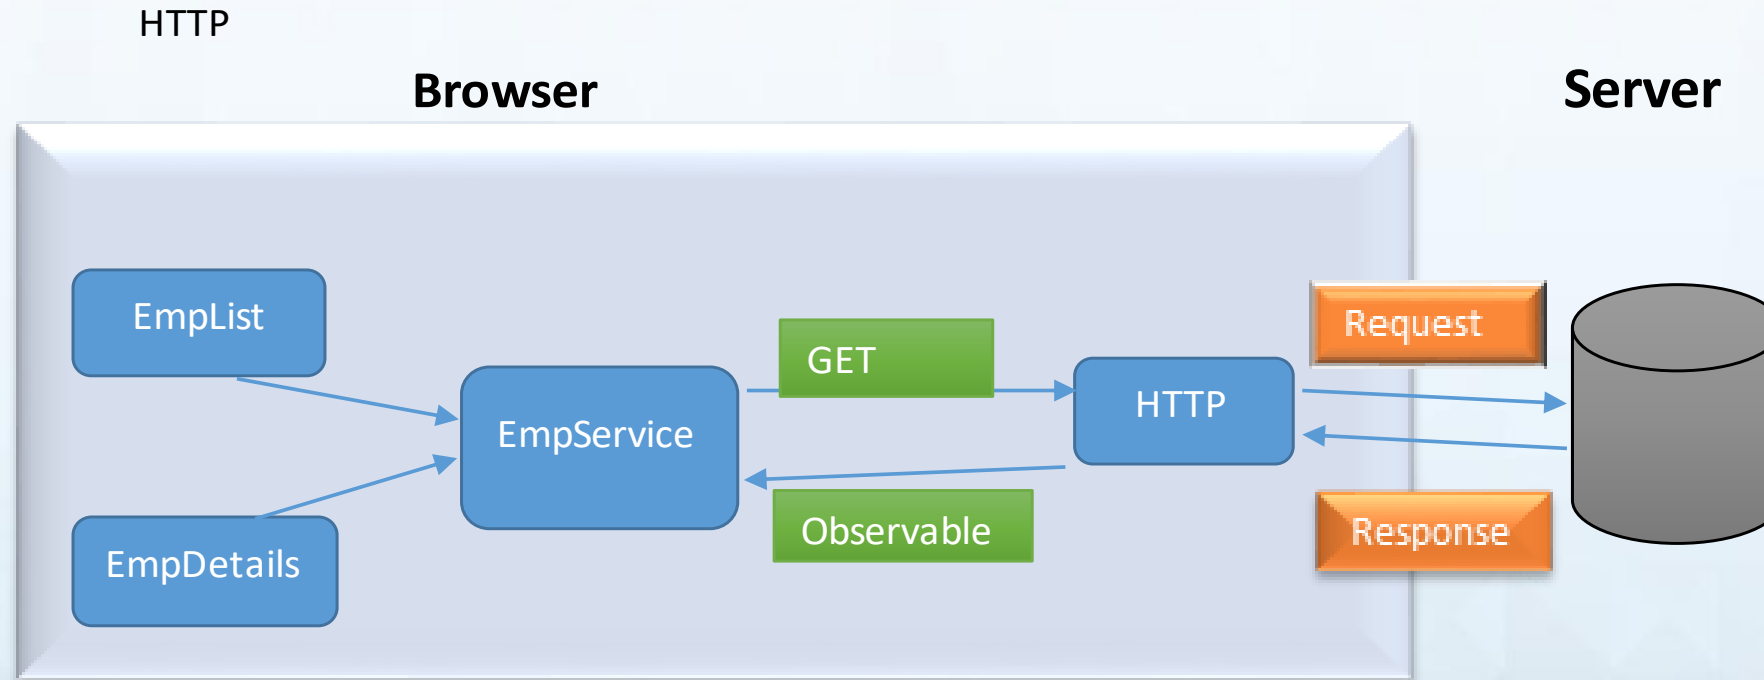 HTTP
Browser
Server
EmpList
EmpDetails
EmpService
GET
Observable
HTTP
Request
Response